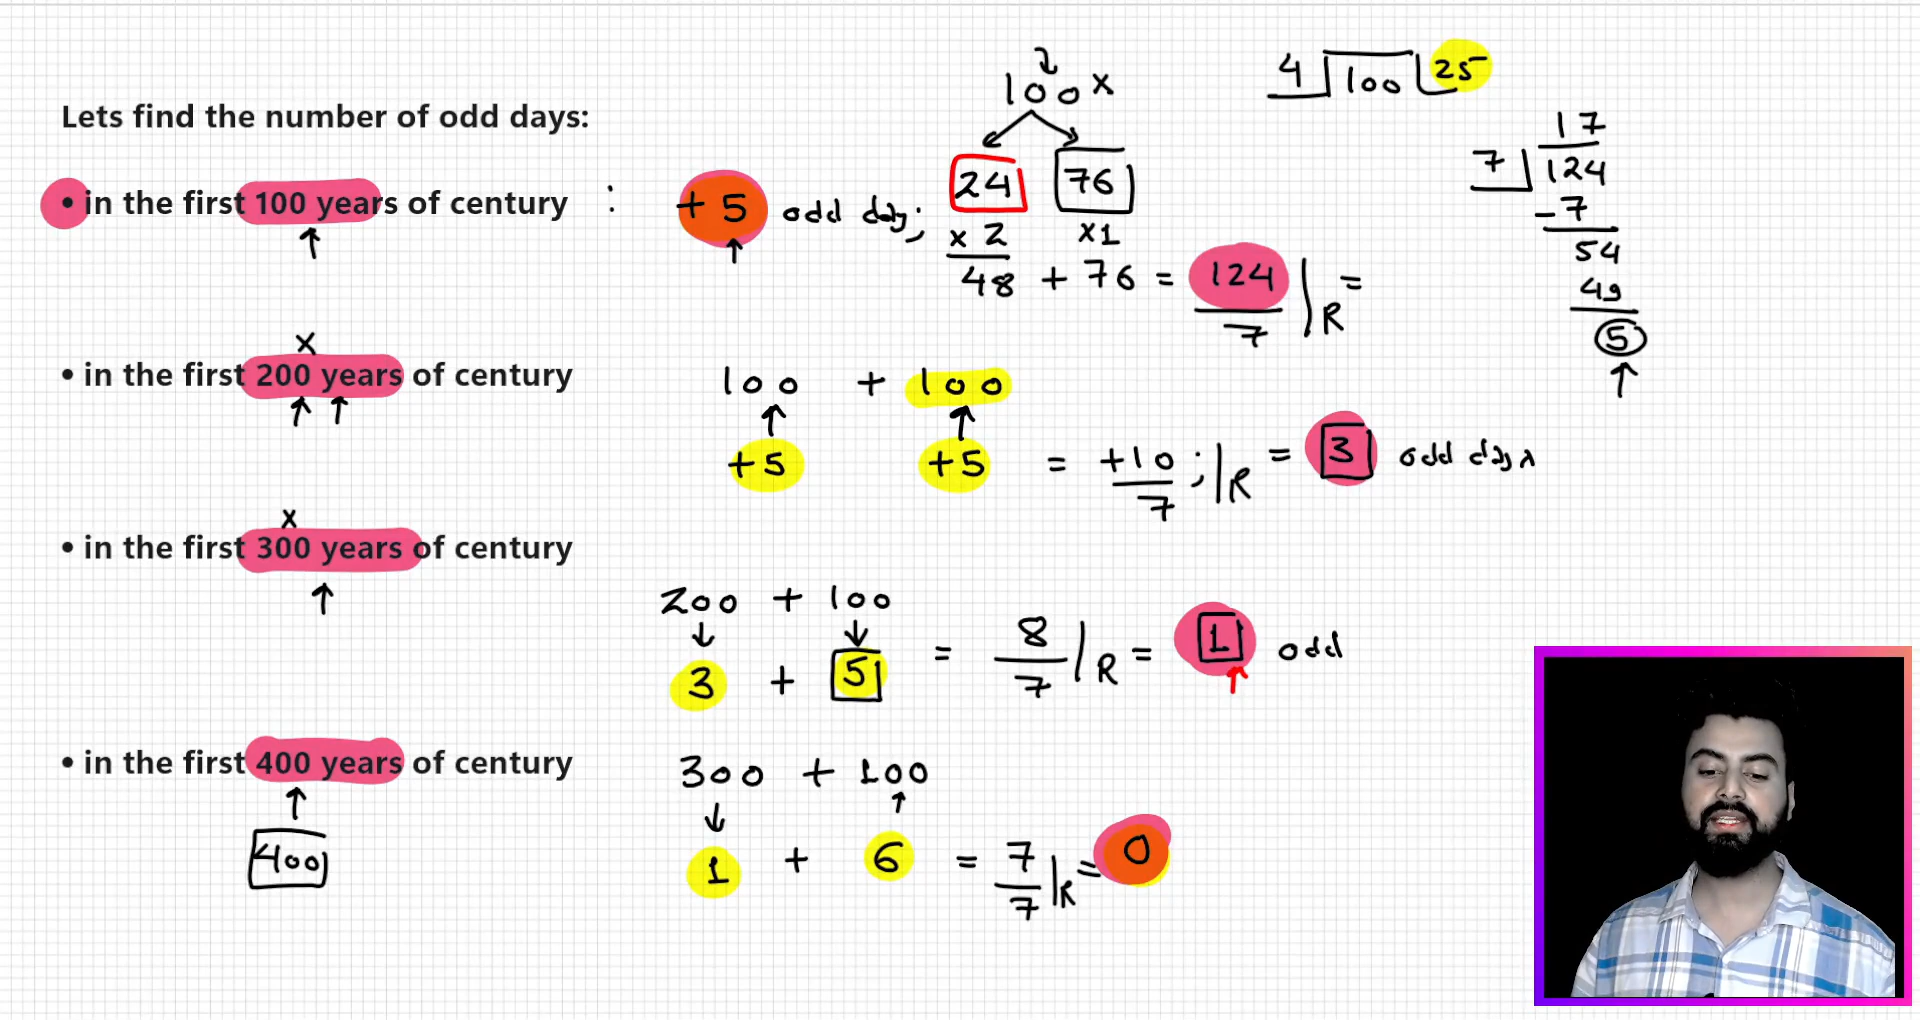 Lets find the number of odd days:
100 x
4 100 25
17
7 124
- 7
54
49
5
• in the first 100 years of century : + 5 odd days;
24 76
x 2 x1
48 + 76 = 124 / 7 | R =
x
• in the first 200 years of century
100 + 100
+5 +5 = +10 / 7 ; | R = 3 odd days
x
• in the first 300 years of century
200 + 100
3 + 5 = 8 / 7 | R = 1 odd
• in the first 400 years of century
400
300 + 100
1 + 6 = 7 / 7 | R = 0